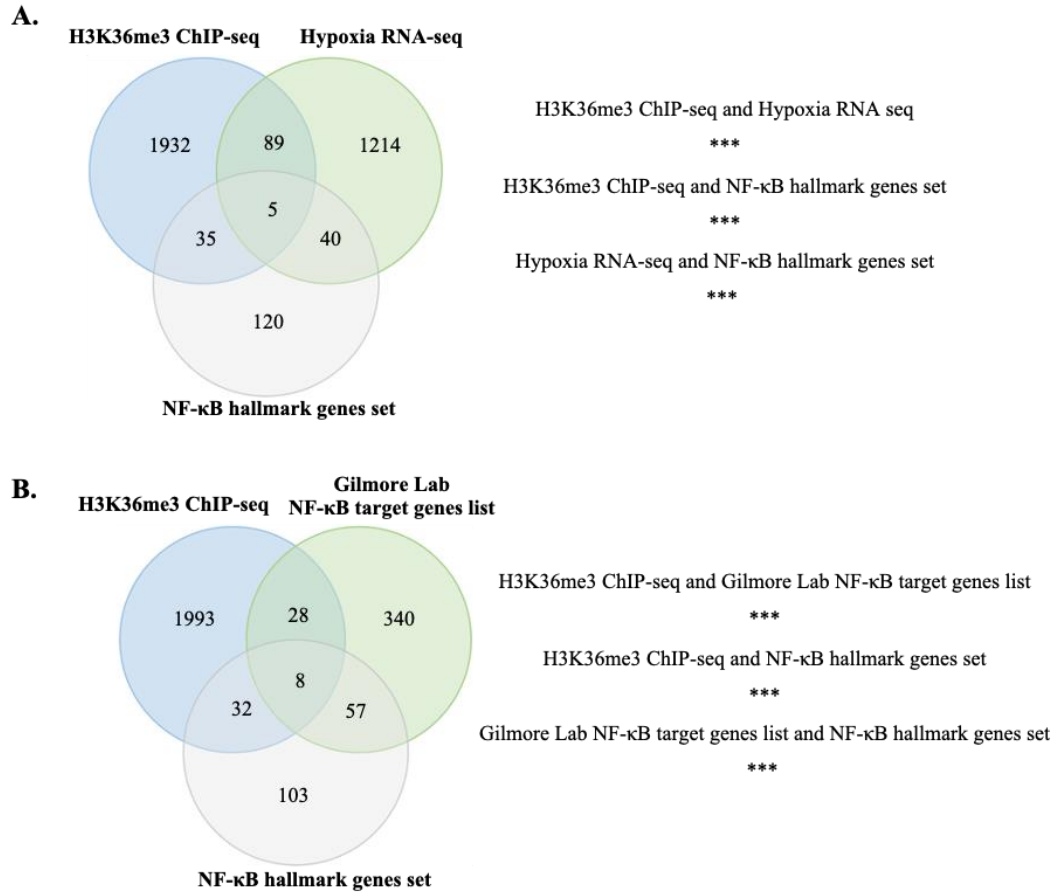 A.
H3K36me3 ChIP-seq
Hypoxia RNA-seq
1932
89
1214
5
35
40
120
NF-κB hallmark genes set
H3K36me3 ChIP-seq and Hypoxia RNA seq
***
H3K36me3 ChIP-seq and NF-κB hallmark genes set
***
Hypoxia RNA-seq and NF-κB hallmark genes set
***
B.
H3K36me3 ChIP-seq
Gilmore Lab
NF-κB target genes list
1993
28
340
8
32
57
103
NF-κB hallmark genes set
H3K36me3 ChIP-seq and Gilmore Lab NF-κB target genes list
***
H3K36me3 ChIP-seq and NF-κB hallmark genes set
***
Gilmore Lab NF-κB target genes list and NF-κB hallmark genes set
***